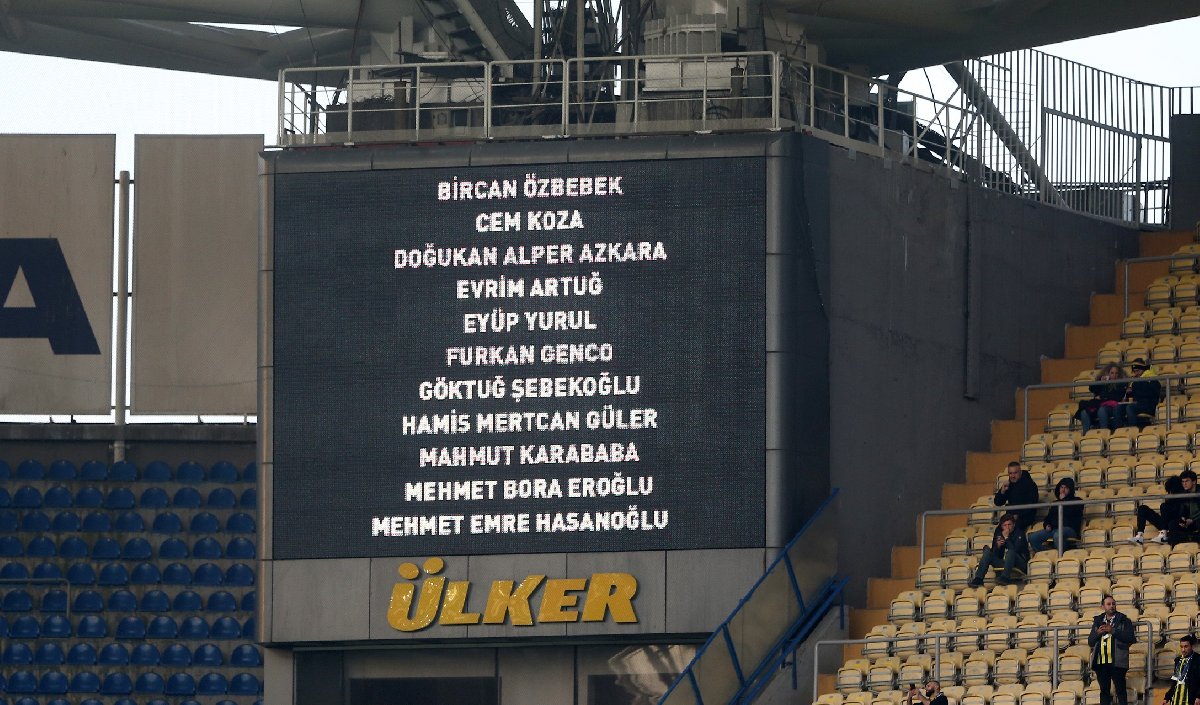 BİRCAN ÖZBEBEK
CEM KOZA
DOĞUKAN ALPER AZKARA
EVRİM ARTUĞ
EYÜP YURUL
FURKAN GENCO
GÖKTUĞ ŞEBEKOĞLU
HAMİS MERTCAN GÜLER
MAHMUT KARABABA
MEHMET BORA EROĞLU
MEHMET EMRE HASANOĞLU
ÜLKER
A